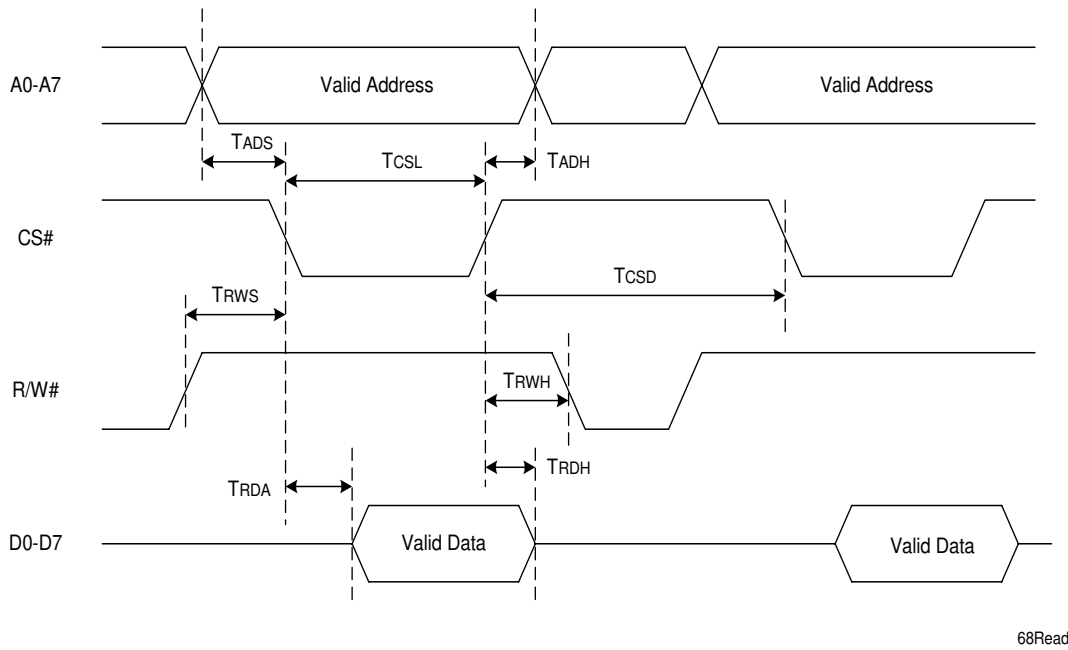 A0-A7
Valid Address
Valid Address
TADS
TCSL
TADH
CS#
TCSD
TRWS
R/W#
TRWH
TRDH
TRDA
D0-D7
Valid Data
Valid Data
68Read